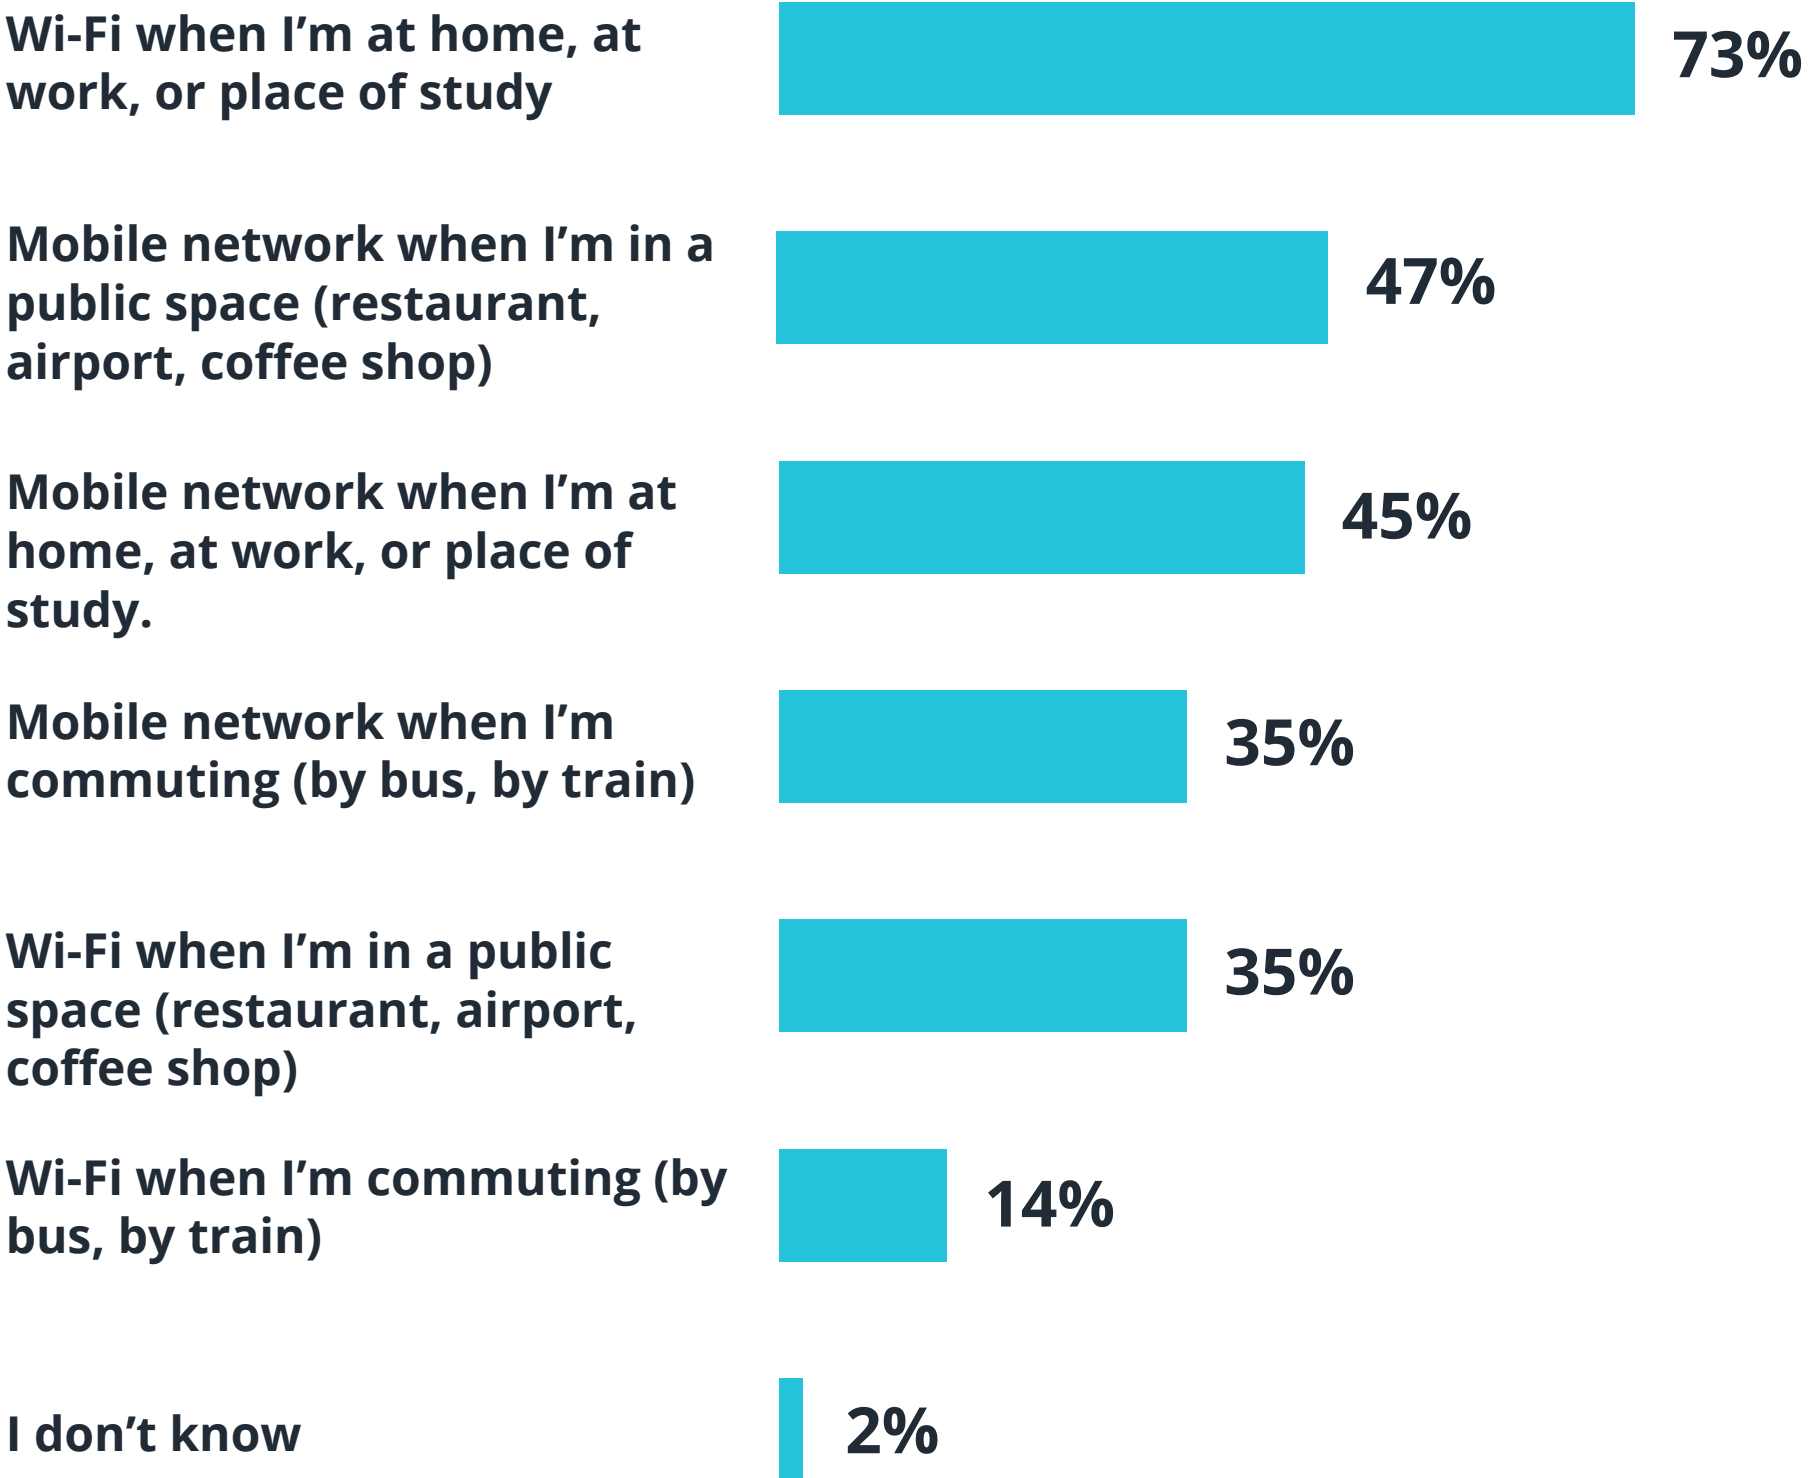 Wi-Fi when I’m at home, at
work, or place of study
73%
Mobile network when I’m in a
public space (restaurant,
airport, coffee shop)
47%
Mobile network when I’m at
home, at work, or place of
study.
45%
Mobile network when I’m
commuting (by bus, by train)
35%
Wi-Fi when I’m in a public
space (restaurant, airport,
coffee shop)
35%
Wi-Fi when I’m commuting (by
bus, by train)
14%
I don’t know
2%